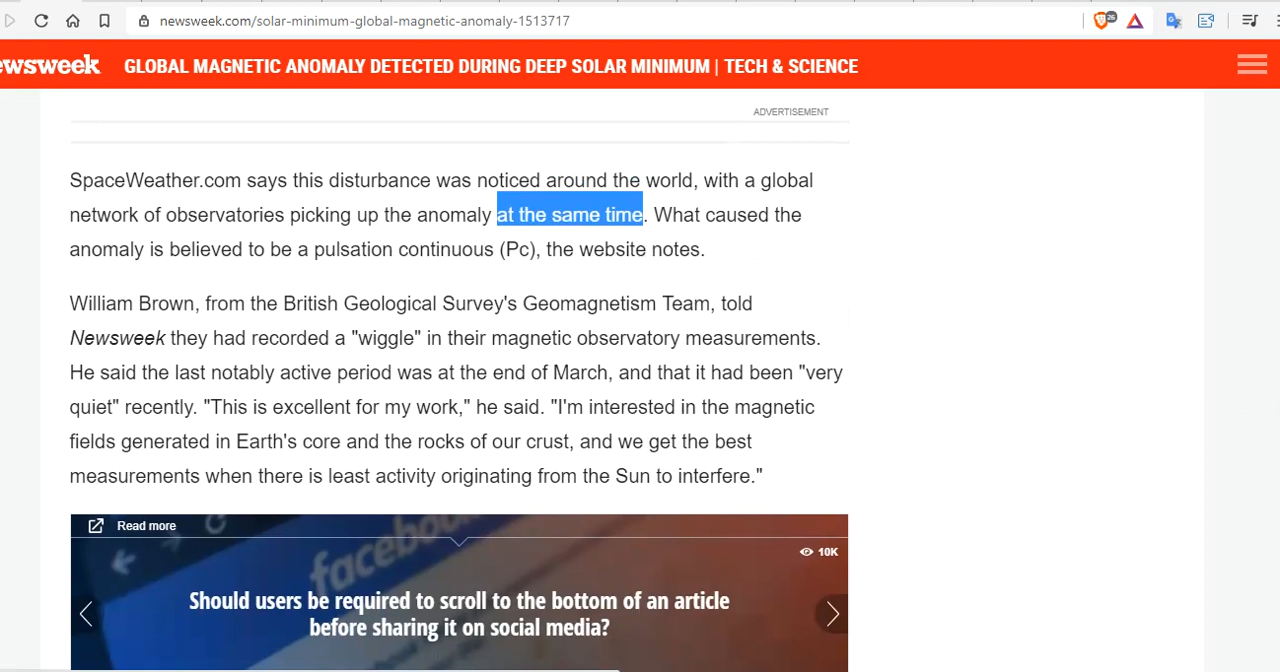 newsweek.com/solar-minimum-global-magnetic-anomaly-1513717
26
ewsweek GLOBAL MAGNETIC ANOMALY DETECTED DURING DEEP SOLAR MINIMUM | TECH & SCIENCE
ADVERTISEMENT
SpaceWeather.com says this disturbance was noticed around the world, with a global
network of observatories picking up the anomaly at the same time. What caused the
anomaly is believed to be a pulsation continuous (Pc), the website notes.
William Brown, from the British Geological Survey's Geomagnetism Team, told
Newsweek they had recorded a "wiggle" in their magnetic observatory measurements.
He said the last notably active period was at the end of March, and that it had been "very
quiet" recently. "This is excellent for my work," he said. "I'm interested in the magnetic
fields generated in Earth's core and the rocks of our crust, and we get the best
measurements when there is least activity originating from the Sun to interfere."
Read more
facebook
10K
Should users be required to scroll to the bottom of an article
before sharing it on social media?